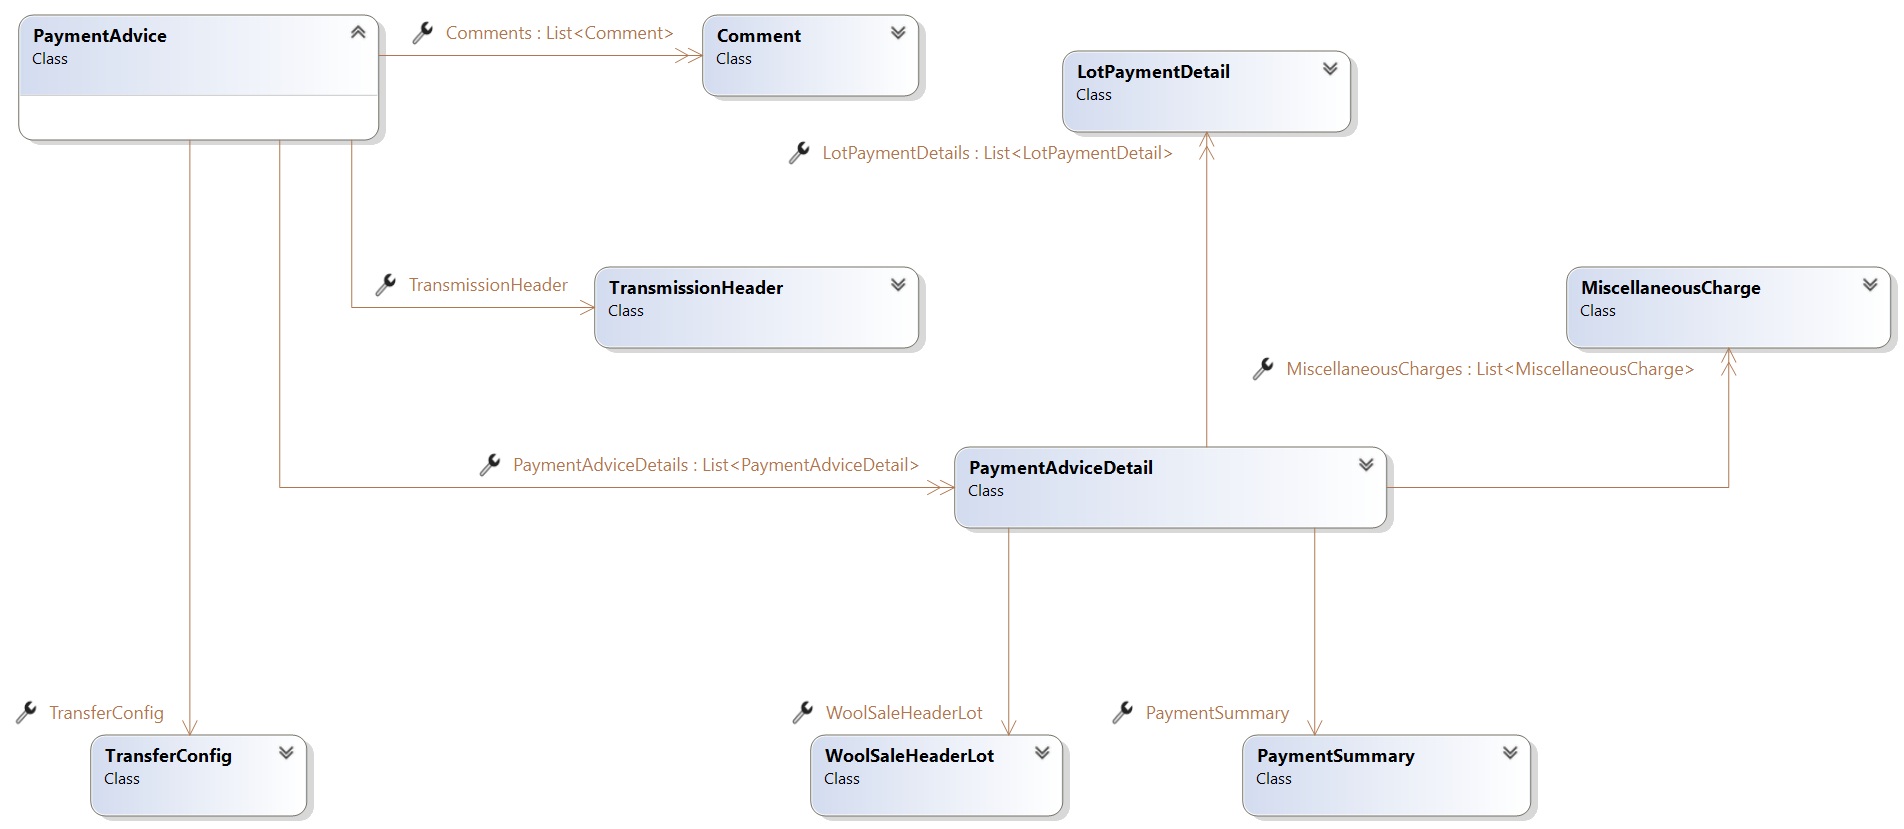 PaymentAdvice
Class
Comments : List<Comment>
Comment
Class
LotPaymentDetail
Class
LotPaymentDetails : List<LotPaymentDetail>
TransmissionHeader
TransmissionHeader
Class
MiscellaneousCharge
Class
MiscellaneousCharges : List<MiscellaneousCharge>
PaymentAdviceDetails : List<PaymentAdviceDetail>
PaymentAdviceDetail
Class
TransferConfig
TransferConfig
Class
WoolSaleHeaderLot
WoolSaleHeaderLot
Class
PaymentSummary
PaymentSummary
Class